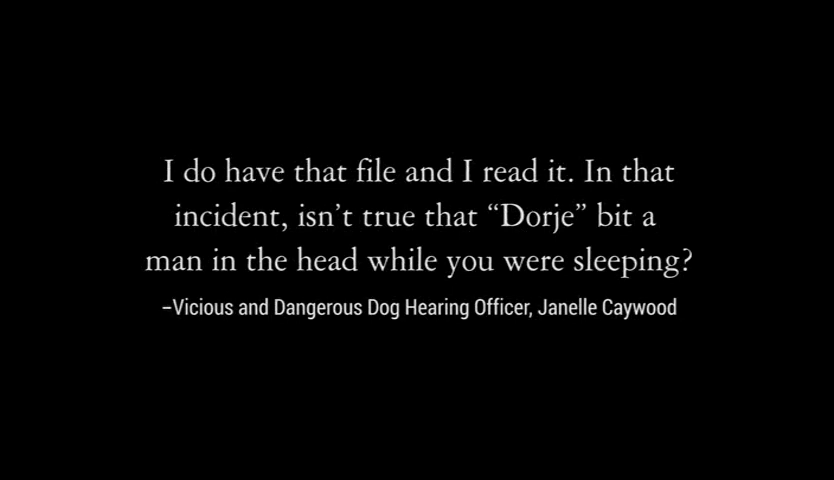 I do have that file and I read it. In that
incident, isn’t true that “Dorje” bit a
man in the head while you were sleeping?
–Vicious and Dangerous Dog Hearing Officer, Janelle Caywood